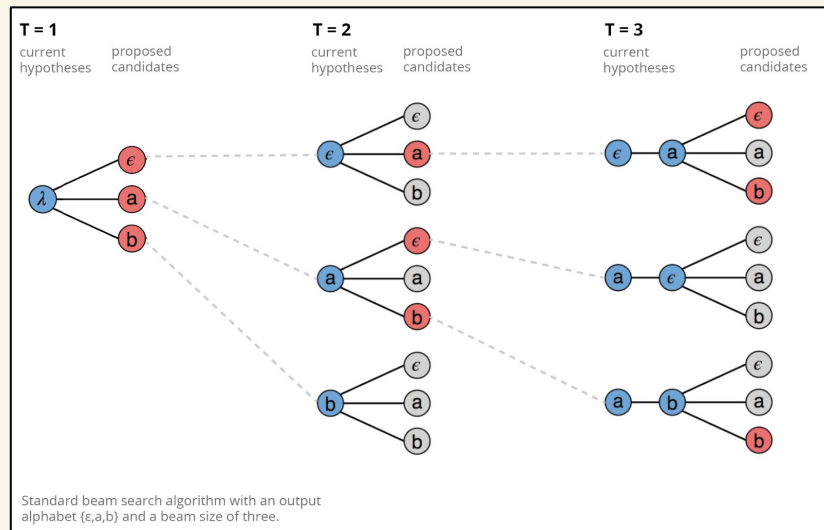 T = 1
current hypotheses
proposed candidates
λ
ϵ
a
b
T = 2
current hypotheses
proposed candidates
ϵ
ϵ
a
b
a
ϵ
a
b
b
ϵ
a
b
T = 3
current hypotheses
proposed candidates
ϵ
a
ϵ
a
b
a
ϵ
ϵ
a
b
a
b
ϵ
a
b
Standard beam search algorithm with an output
alphabet {ϵ,a,b} and a beam size of three.